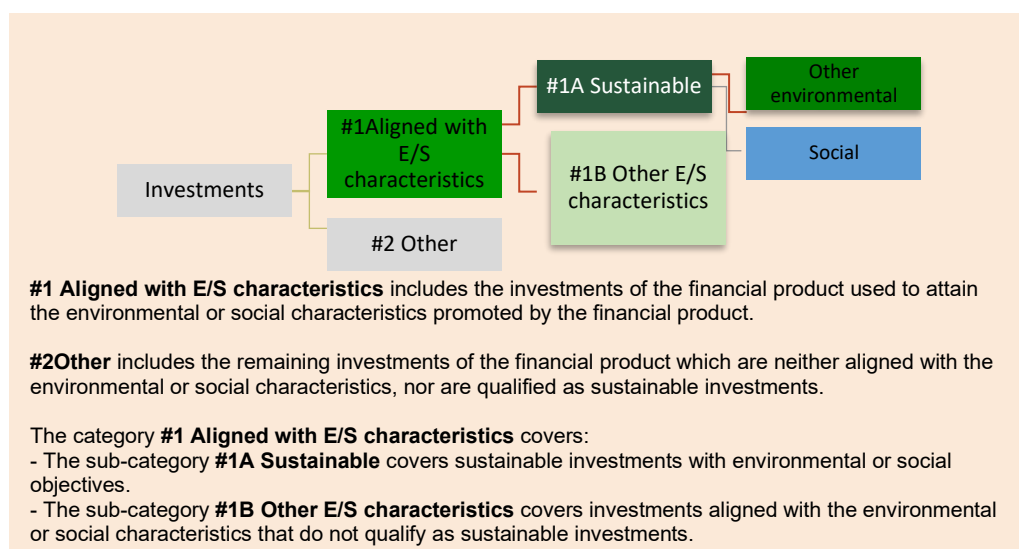 Investments
#1Aligned with
E/S
characteristics
#2 Other
#1A Sustainable
#1B Other E/S
characteristics
Other
environmental
Social
#1 Aligned with E/S characteristics includes the investments of the financial product used to attain
the environmental or social characteristics promoted by the financial product.
#2Other includes the remaining investments of the financial product which are neither aligned with the
environmental or social characteristics, nor are qualified as sustainable investments.
The category #1 Aligned with E/S characteristics covers:
- The sub-category #1A Sustainable covers sustainable investments with environmental or social
objectives.
- The sub-category #1B Other E/S characteristics covers investments aligned with the environmental
or social characteristics that do not qualify as sustainable investments.